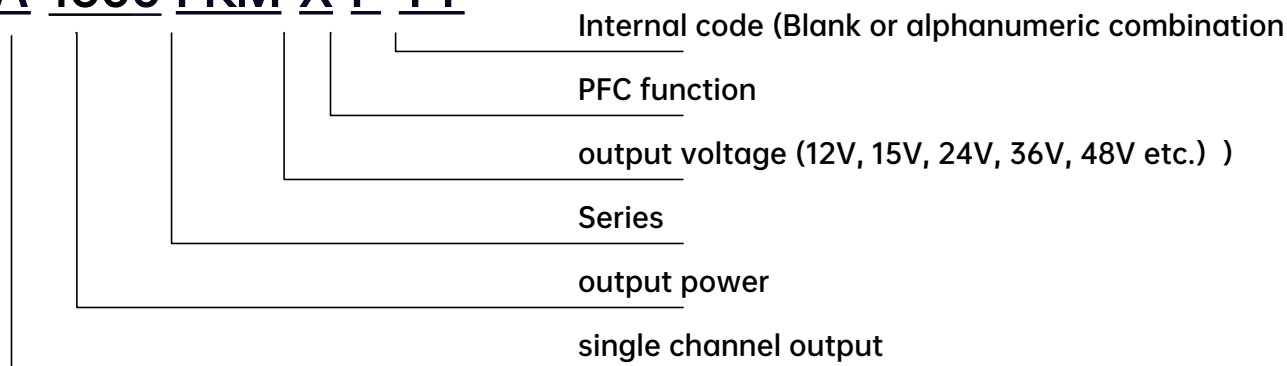 Internal code (Blank or alphanumeric combination
PFC function
output voltage (12V, 15V, 24V, 36V, 48V etc.) )
Series
output power
single channel output